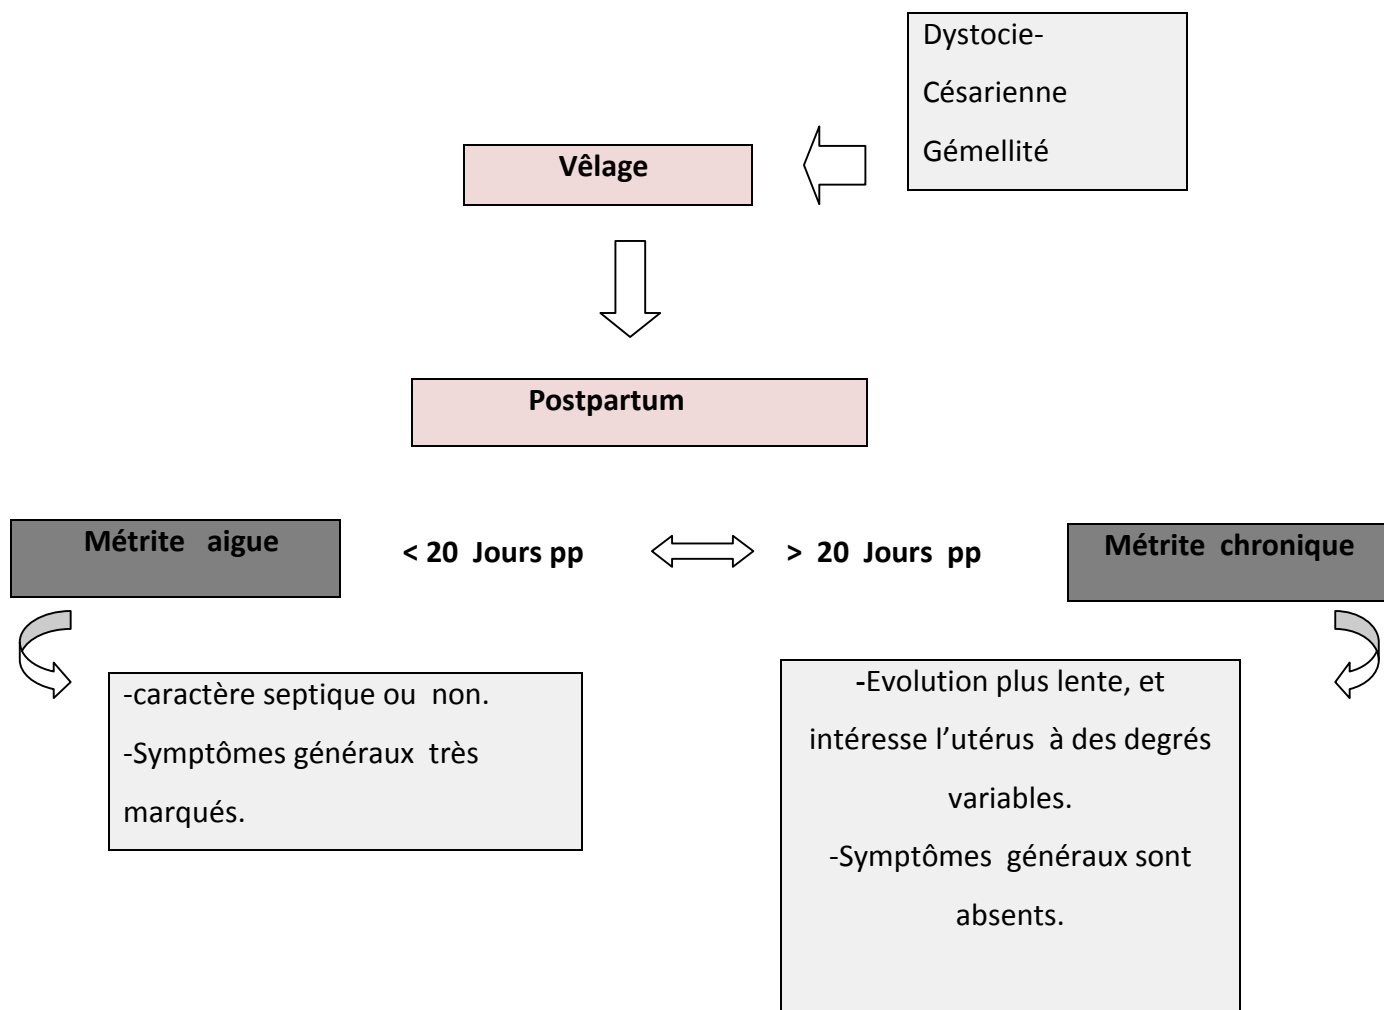 Dystocie-
Césarienne
Gémellité
Vêlage
Postpartum
Métrite aigue
< 20 Jours pp
> 20 Jours pp
Métrite chronique
-caractère septique ou non.
-Symptômes généraux très
marqués.
-Evolution plus lente, et
intéresse l’utérus à des degrés
variables.
-Symptômes généraux sont
absents.